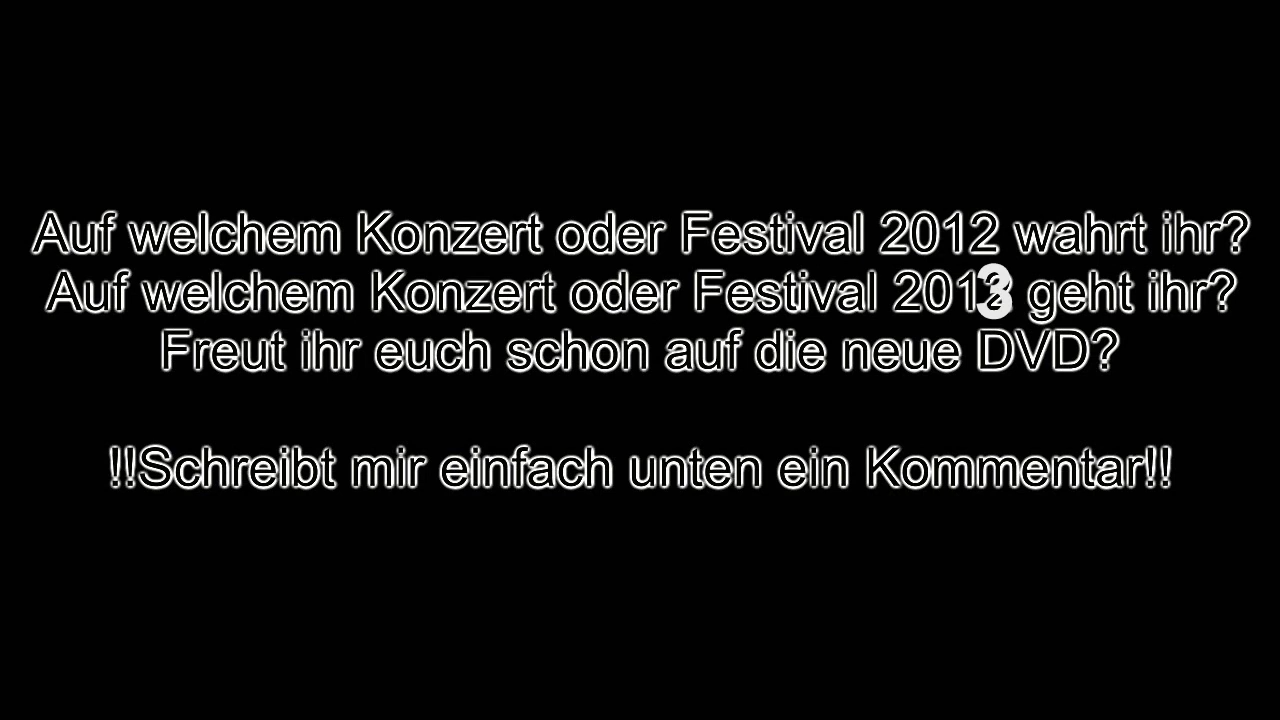 Auf welchem Konzert oder Festival 2012 wahrt ihr?
Auf welchem Konzert oder Festival 2013 geht ihr?
Freut ihr euch schon auf die neue DVD?
!!Schreibt mir einfach unten ein Kommentar!!